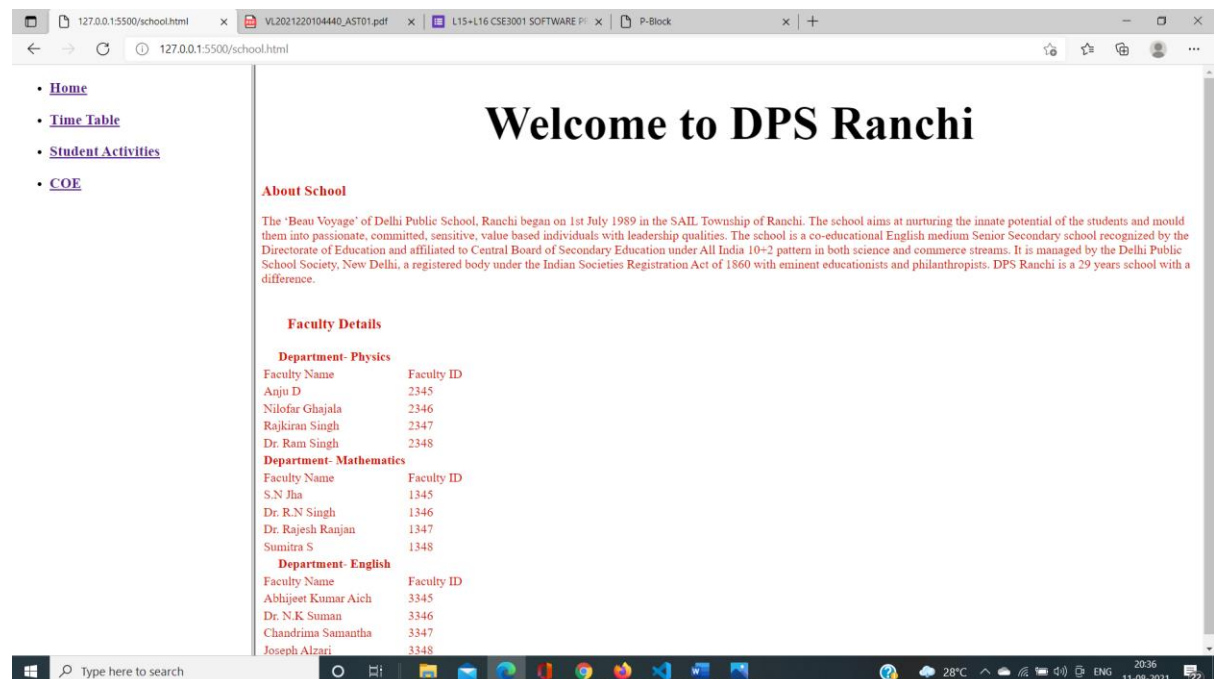 127.0.0.1:5500/school.html
VL2021220104440_AST01.pdf
L15+L16 CSE3001 SOFTWARE PR
P-Block
127.0.0.1:5500/school.html
• Home
• Time Table
• Student Activities
• COE
Welcome to DPS Ranchi
About School
The ‘Beau Voyage’ of Delhi Public School, Ranchi began on 1st July 1989 in the SAIL Township of Ranchi. The school aims at nurturing the innate potential of the students and mould
them into passionate, committed, sensitive, value based individuals with leadership qualities. The school is a co-educational English medium Senior Secondary school recognized by the
Directorate of Education and affiliated to Central Board of Secondary Education under All India 10+2 pattern in both science and commerce streams. It is managed by the Delhi Public
School Society, New Delhi, a registered body under the Indian Societies Registration Act of 1860 with eminent educationists and philanthropists. DPS Ranchi is a 29 years school with a
difference.
Faculty Details
Department- Physics
Faculty Name Faculty ID
Anju D 2345
Nilofar Ghajala 2346
Rajkiran Singh 2347
Dr. Ram Singh 2348
Department- Mathematics
Faculty Name Faculty ID
S.N Jha 1345
Dr. R.N Singh 1346
Dr. Rajesh Ranjan 1347
Sumitra S 1348
Department- English
Faculty Name Faculty ID
Abhijeet Kumar Aich 3345
Dr. N.K Suman 3346
Chandrima Samantha 3347
Joseph Alzari 3348
Type here to search
28°C
ENG
20:36
11-08-2021
22